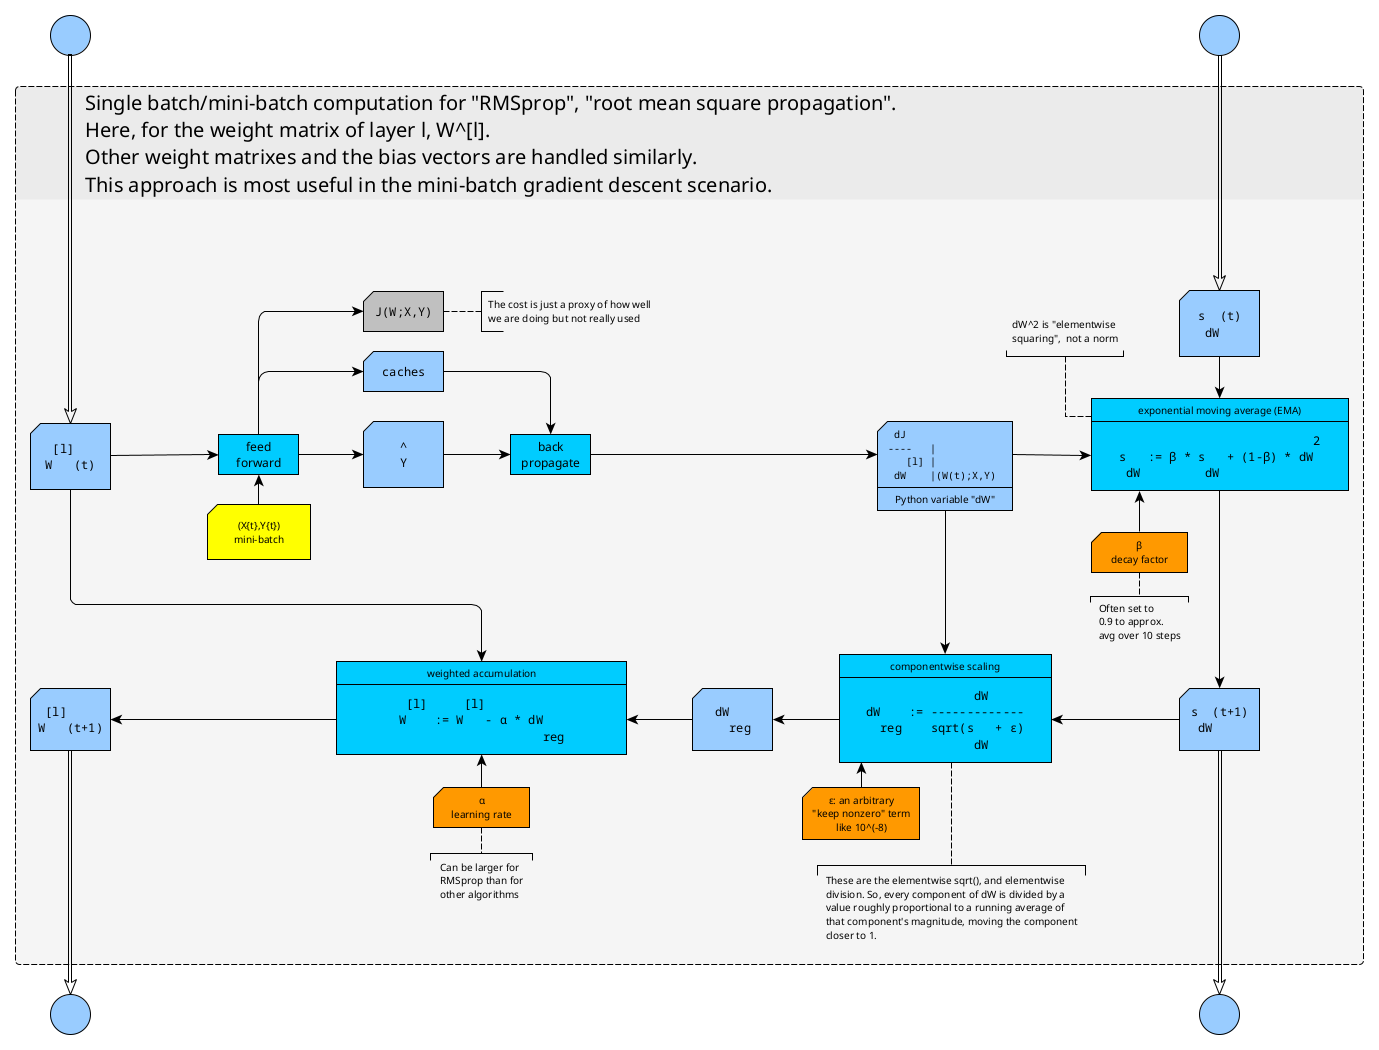 Single batch/mini-batch computation for "RMSprop", "root mean square propagation".
Here, for the weight matrix of layer l, W^[l].
Other weight matrixes and the bias vectors are handled similarly.
This approach is most useful in the mini-batch gradient descent scenario.
J(W;X,Y)
The cost is just a proxy of how well
we are doing but not really used
caches
dW^2 is "elementwise
squaring", not a norm
s (t)
dW
[l]
W (t)
feed
forward
^
Y
back
propagate
dJ
---- |
[l] |
dW |(W(t);X,Y)
Python variable "dW"
exponential moving average (EMA)
2
s := β * s + (1-β) * dW
dW dW
(X{t},Y{t})
mini-batch
β
decay factor
Often set to
0.9 to approx.
avg over 10 steps
[l]
W (t+1)
weighted accumulation
[l] [l]
W := W - α * dW
reg
dW
reg
componentwise scaling
dW
dW := -------------
reg sqrt(s + ε)
dW
s (t+1)
dW
α
learning rate
Can be larger for
RMSprop than for
other algorithms
ε: an arbitrary
"keep nonzero" term
like 10^(-8)
These are the elementwise sqrt(), and elementwise
division. So, every component of dW is divided by a
value roughly proportional to a running average of
that component's magnitude, moving the component
closer to 1.